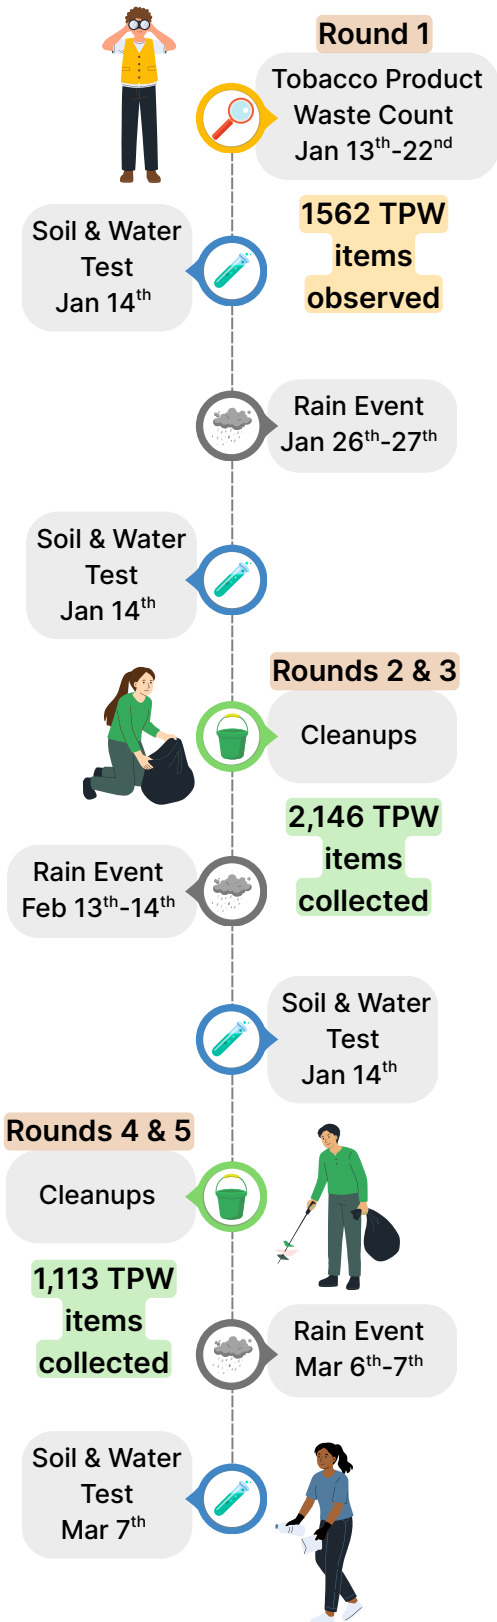 Round 1
Tobacco Product
Waste Count
Jan 13th-22nd
1562 TPW
items
observed
Soil & Water
Test
Jan 14th
Rain Event
Jan 26th-27th
Soil & Water
Test
Jan 14th
Rounds 2 & 3
Cleanups
2,146 TPW
items
collected
Rain Event
Feb 13th-14th
Soil & Water
Test
Jan 14th
Rounds 4 & 5
Cleanups
1,113 TPW
items
collected
Rain Event
Mar 6th-7th
Soil & Water
Test
Mar 7th